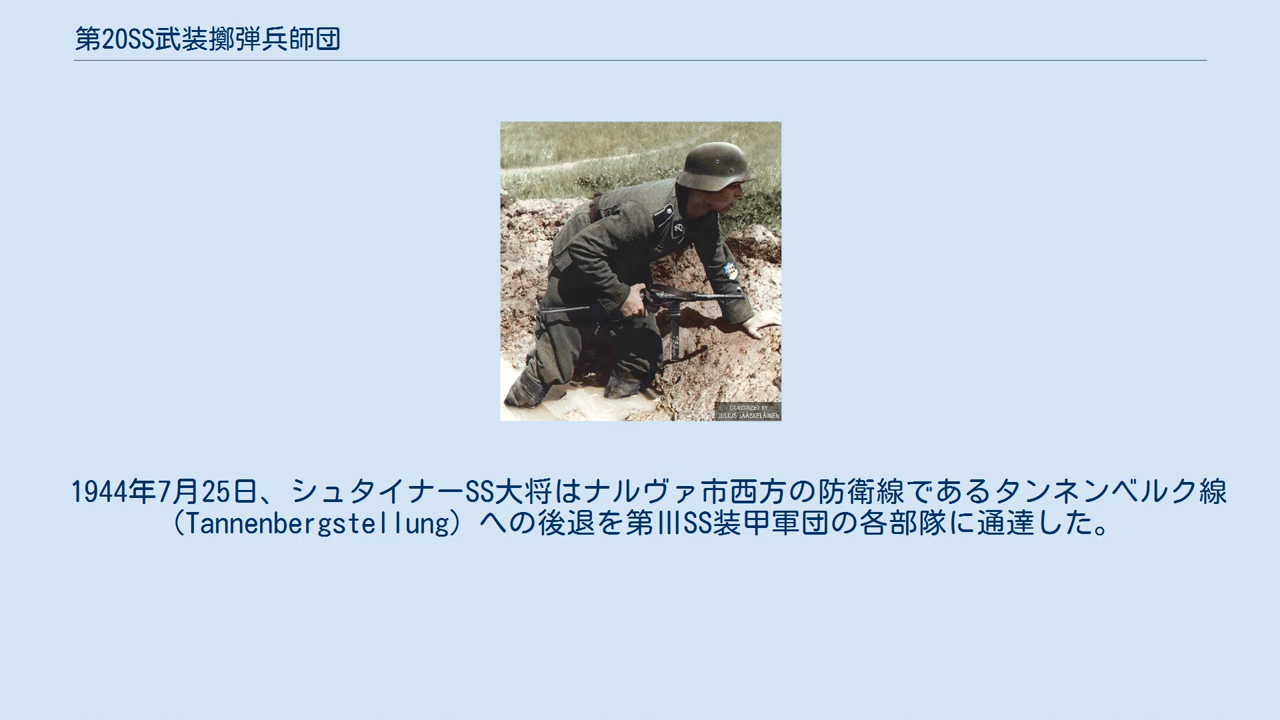 第20SS武装擲弾兵師団
COLORIZED BY
JULIUS JÄÄSKELÄINEN
1944年7月25日、シュタイナーSS大将はナルヴァ市西方の防衛線であるタンネンベルク線
（Tannenbergstellung）への後退を第ⅢSS装甲軍団の各部隊に通達した。